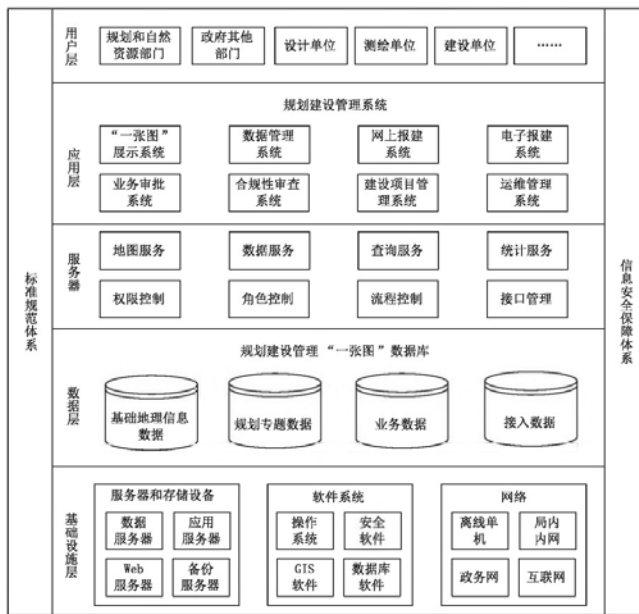 用户层
规划和自然
资源部门
政府其他
部门
设计单位
测绘单位
建设单位
……
应用层
规划建设管理系统
“一张图”
展示系统
数据管理
系统
网上报建
系统
电子报建
系统
业务审批
系统
合规性审查
系统
建设项目管
理系统
运维管理
系统
服务器
地图服务
数据服务
查询服务
统计服务
权限控制
角色控制
流程控制
接口管理
标准规范体系
信息安全保障体系
数据层
规划建设管理“一张图”数据库
基础地理信息
数据
规划专题数据
业务数据
接入数据
基础设施层
服务器和存储设备
数据
服务器
应用
服务器
Web
服务器
备份
服务器
软件系统
操作
系统
安全
软件
GIS
软件
数据库
软件
网络
离线单
机
局内
内网
政务网
互联网